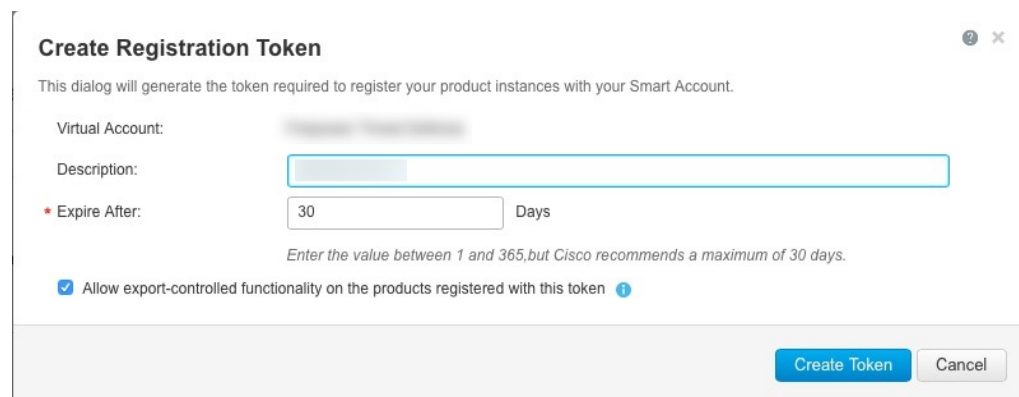 Create Registration Token
This dialog will generate the token required to register your product instances with your Smart Account.
Virtual Account:
Description:
* Expire After: 30 Days
Enter the value between 1 and 365,but Cisco recommends a maximum of 30 days.
Allow export-controlled functionality on the products registered with this token
Create Token Cancel